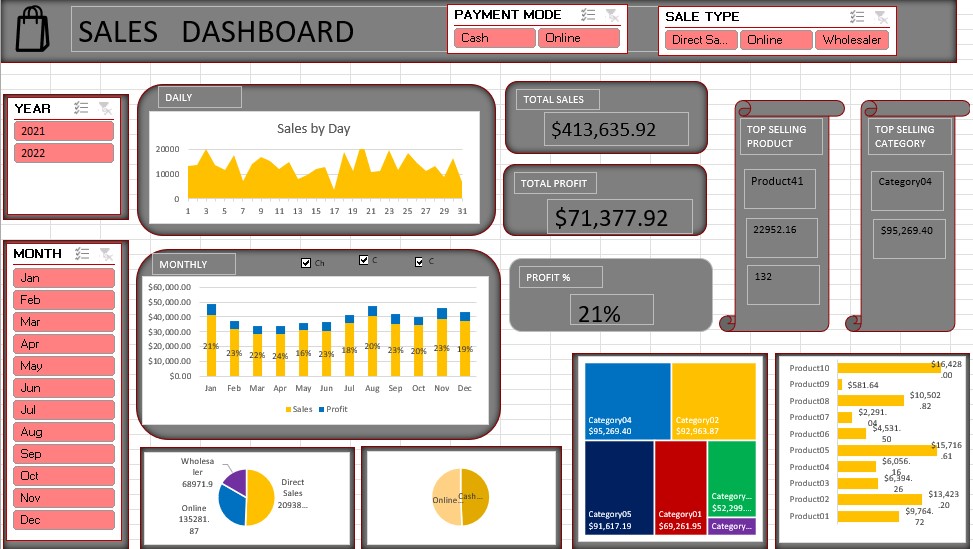 SALES DASHBOARD
PAYMENT MODE
Cash
Online
SALE TYPE
Direct Sa...
Online
Wholesaler
YEAR
2021
2022
MONTH
Jan
Feb
Mar
Apr
May
Jun
Jul
Aug
Sep
Oct
Nov
Dec
DAILY
Sales by Day
20000
10000
0
1 3 5 7 9 11 13 15 17 19 21 23 25 27 29 31
MONTHLY
Ch
C
C
$60,000.00
$50,000.00
$40,000.00
$30,000.00
$20,000.00
$10,000.00
$0.00
21% 23% 22% 24% 16% 23% 18% 20% 23% 20% 23% 19%
Jan Feb Mar Apr May Jun Jul Aug Sep Oct Nov Dec
Sales Profit
TOTAL SALES
$413,635.92
TOTAL PROFIT
$71,377.92
PROFIT %
21%
TOP SELLING
PRODUCT
Product41
22952.16
132
TOP SELLING
CATEGORY
Category04
$95,269.40
Wholesa
ler
68971.9
Online
135281.
87
Direct
Sales
20938...
Online...
Cash...
Category04
$95,269.40
Category02
$92,963.87
Category05
$91,617.19
Category01
$69,261.95
Category...
$52,299....
Category...
Product10
$16,428
.00
Product09
$581.64
Product08
$10,502
.82
Product07
$2,291.
04
Product06
$4,531.
50
Product05
$15,716
.61
Product04
$6,056.
16
Product03
$6,394.
26
Product02
$13,423
.20
Product01
$9,764.
72